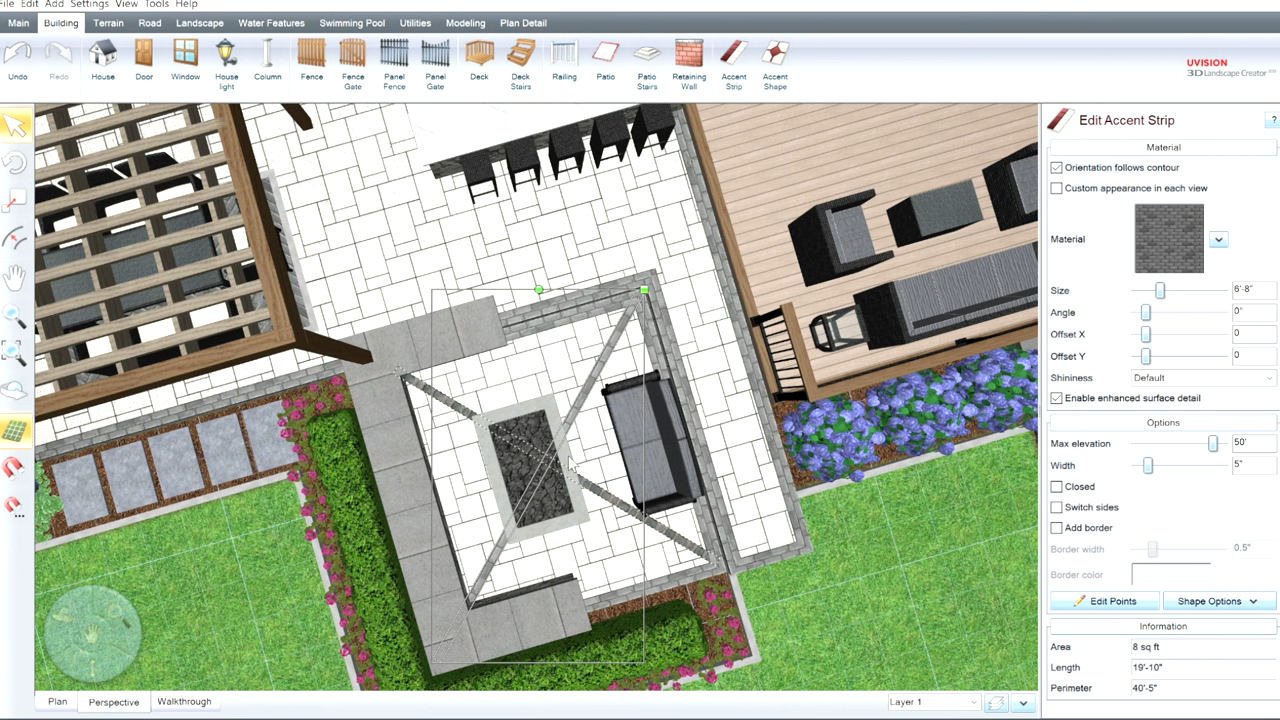 File Edit Add Settings View Tools Help
Main Building Terrain Road Landscape Water Features Swimming Pool Utilities Modeling Plan Detail
Undo Redo House Door Window House light Column Fence Fence Gate Panel Fence Panel Gate Deck Deck Stairs Railing Patio Patio Stairs Retaining Wall Accent Strip Accent Shape
UVISION
3D Landscape Creator
Edit Accent Strip ?
Material
Orientation follows contour
Custom appearance in each view
Material
Size 6'-8"
Angle 0°
Offset X 0
Offset Y 0
Shininess Default
Enable enhanced surface detail
Options
Max elevation 50'
Width 5"
Closed
Switch sides
Add border
Border width 0.5"
Border color
Edit Points Shape Options
Information
Area 8 sq ft
Length 19'-10"
Perimeter 40'-5"
Plan Perspective Walkthrough Layer 1